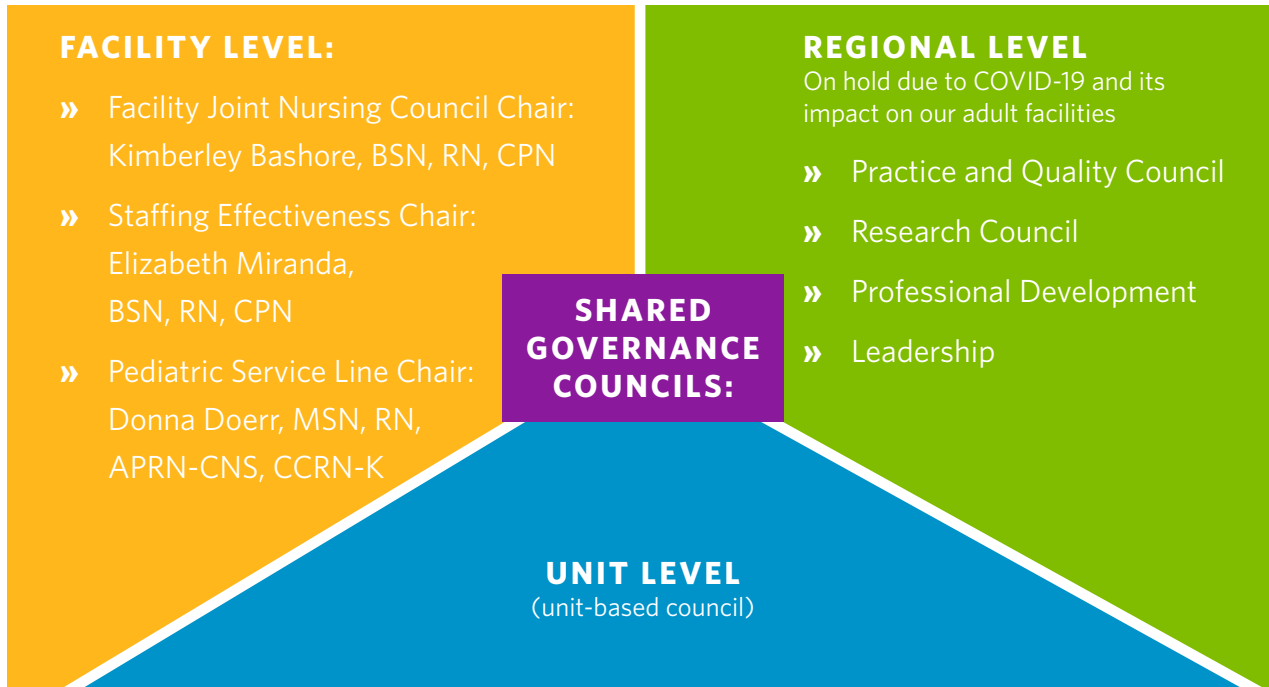 FACILITY LEVEL:
» Facility Joint Nursing Council Chair:
Kimberley Bashore, BSN, RN, CPN
» Staffing Effectiveness Chair:
Elizabeth Miranda,
BSN, RN, CPN
» Pediatric Service Line Chair:
Donna Doerr, MSN, RN,
APRN-CNS, CCRN-K
REGIONAL LEVEL
On hold due to COVID-19 and its
impact on our adult facilities
» Practice and Quality Council
» Research Council
» Professional Development
» Leadership
SHARED
GOVERNANCE
COUNCILS:
UNIT LEVEL
(unit-based council)